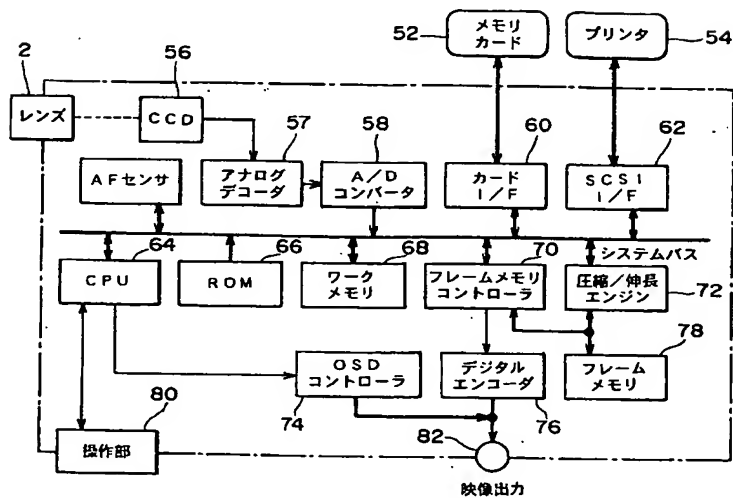 52
メモリ
カード
プリンタ
54
2
レンズ
56
CCD
57
アナログ
デコーダ
58
A/D
コンバータ
60
カード
I/F
62
SCSI
I/F
AFセンサ
システムバス
64
CPU
66
ROM
68
ワーク
メモリ
70
フレームメモリ
コントローラ
圧縮/伸長
エンジン
72
OSD
コントローラ
74
デジタル
エンコーダ
76
78
フレーム
メモリ
80
操作部
82
映像出力